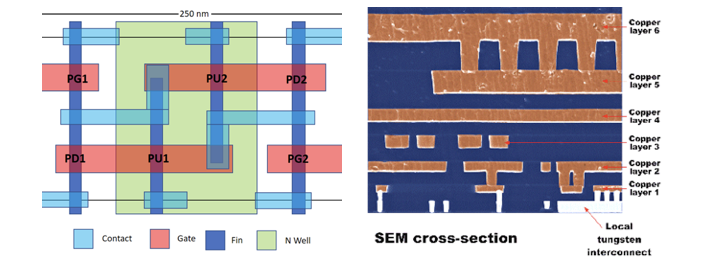 250 nm
PG1
PU2
PD2
PD1
PU1
PG2
Contact
Gate
Fin
N Well
Copper
layer 6
Copper
layer 5
Copper
layer 4
Copper
layer 3
Copper
layer 2
Copper
layer 1
Local
tungsten
interconnect
SEM cross-section